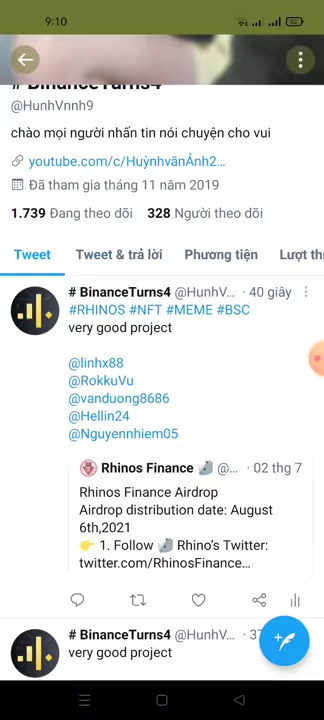 9:10
62
# BinanceTurns4
@HunhVnnh9
chào mọi người nhấn tin nói chuyện cho vui
youtube.com/c/HuỳnhvănẢnh2…
Đã tham gia tháng 11 năm 2019
1.739 Đang theo dõi 328 Người theo dõi
Tweet Tweet & trả lời Phương tiện Lượt th
# BinanceTurns4 @HunhV… · 40 giây
#RHINOS #NFT #MEME #BSC
very good project
@linhx88
@RokkuVu
@vanduong8686
@Hellin24
@Nguyennhiem05
Rhinos Finance 🦏 @… · 02 thg 7
Rhinos Finance Airdrop
Airdrop distribution date: August
6th,2021
👉 1. Follow 🦏 Rhino’s Twitter:
twitter.com/RhinosFinance…
# BinanceTurns4 @HunhV… · 37
very good project